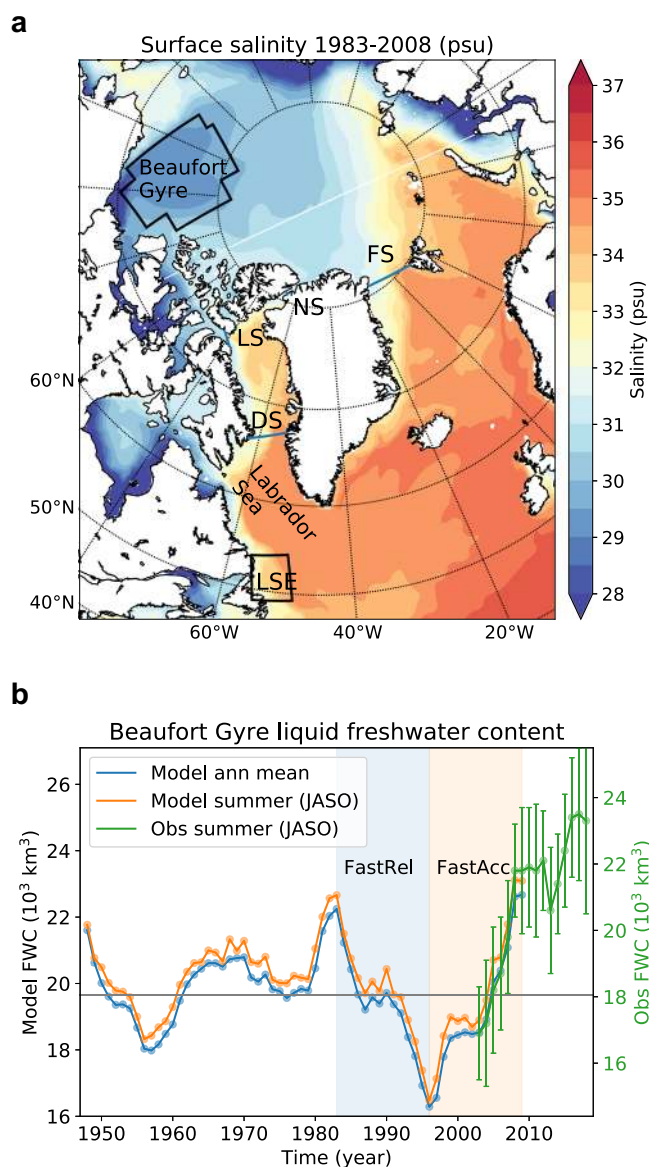 a
Surface salinity 1983-2008 (psu)
Beaufort
Gyre
FS
NS
LS
DS
Labrador
Sea
LSE
60°N
50°N
40°N
60°W
40°W
20°W
37
36
35
34
33
32
31
30
29
28
Salinity (psu)
b
Beaufort Gyre liquid freshwater content
Model ann mean
Model summer (JASO)
Obs summer (JASO)
FastRel
FastAcc
26
24
22
20
18
16
Model FWC (10³ km³)
24
22
20
18
16
Obs FWC (10³ km³)
1950
1960
1970
1980
1990
2000
2010
Time (year)